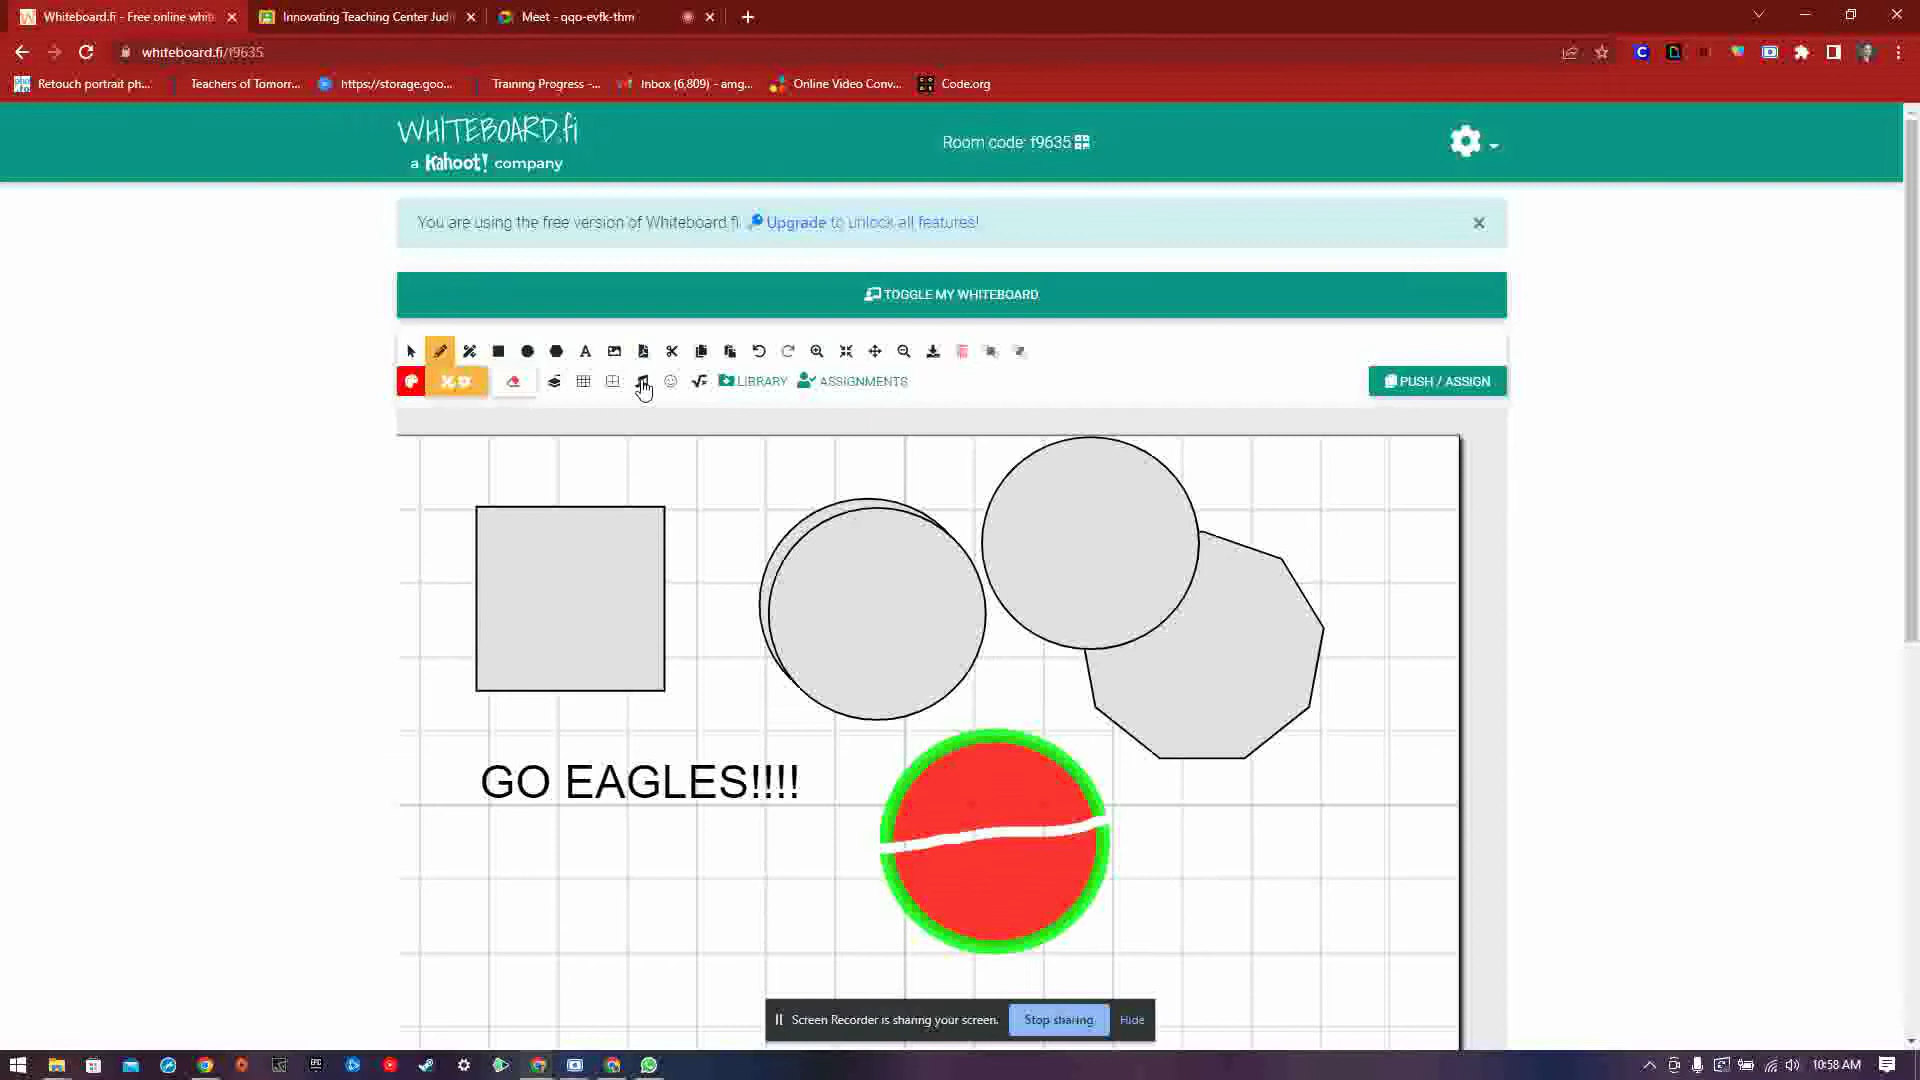 Whiteboard.fi - Free online white
Innovating Teaching Center Judi
Meet - qqo-evfk-thm
whiteboard.fi/f9635
Retouch portrait ph...
Teachers of Tomorr...
https://storage.goo...
Training Progress -...
Inbox (6,809) - amg...
Online Video Conv...
Code.org
WHITEBOARD.fi
a Kahoot! company
Room code: f9635
You are using the free version of Whiteboard.fi. Upgrade to unlock all features!
TOGGLE MY WHITEBOARD
LIBRARY
ASSIGNMENTS
PUSH / ASSIGN
GO EAGLES!!!!
Screen Recorder is sharing your screen.
Stop sharing
Hide
10:58 AM